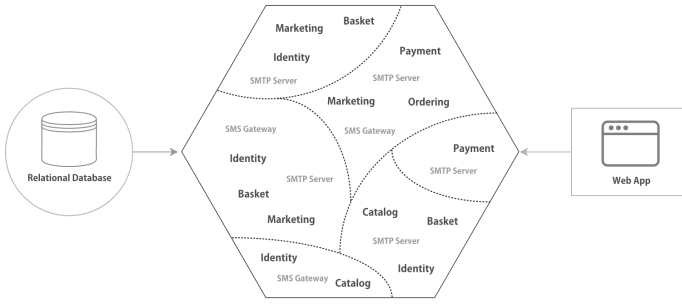 Marketing
Basket
Identity
SMTP Server
Payment
SMTP Server
Marketing
Ordering
SMS Gateway
SMS Gateway
Identity
SMTP Server
Basket
Marketing
Payment
SMTP Server
Catalog
Basket
SMTP Server
Identity
Identity
SMS Gateway
Catalog
Relational Database
Web App